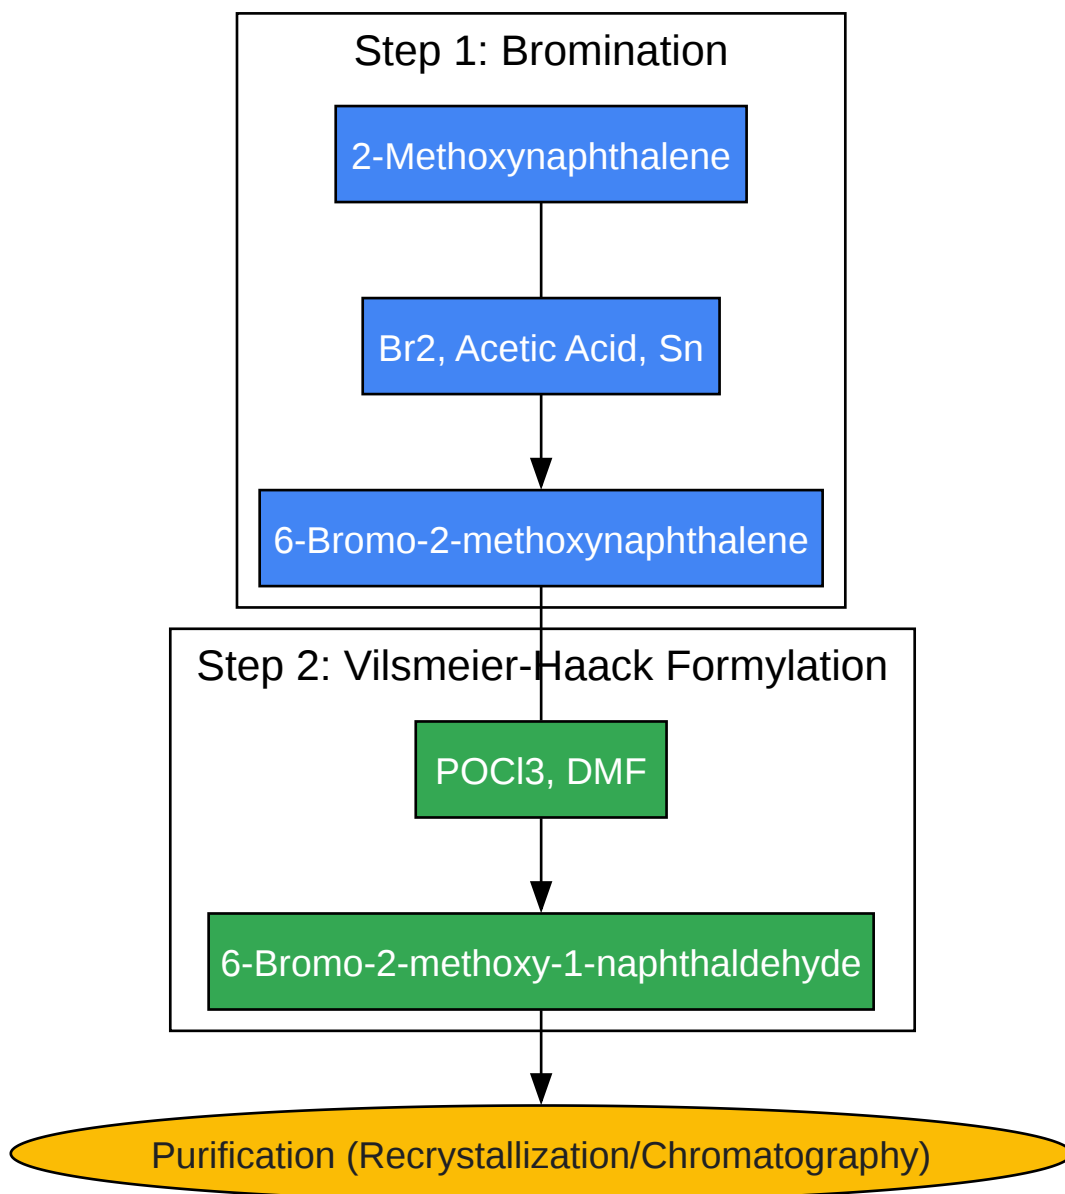 Step 1: Bromination
2-Methoxynaphthalene
Br2, Acetic Acid, Sn
6-Bromo-2-methoxynaphthalene
Step 2: Vilsmeier-Haack Formylation
POCl3, DMF
6-Bromo-2-methoxy-1-naphthaldehyde
Purification (Recrystallization/Chromatography)